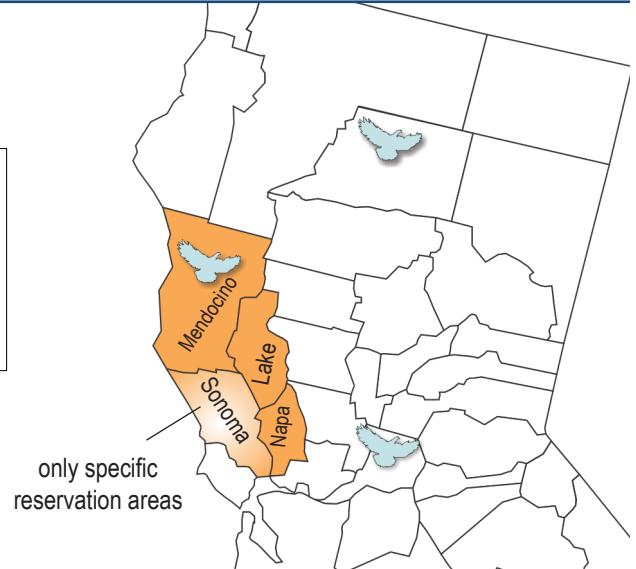 Mendocino
Lake
Sonoma
Napa
only specific
reservation areas